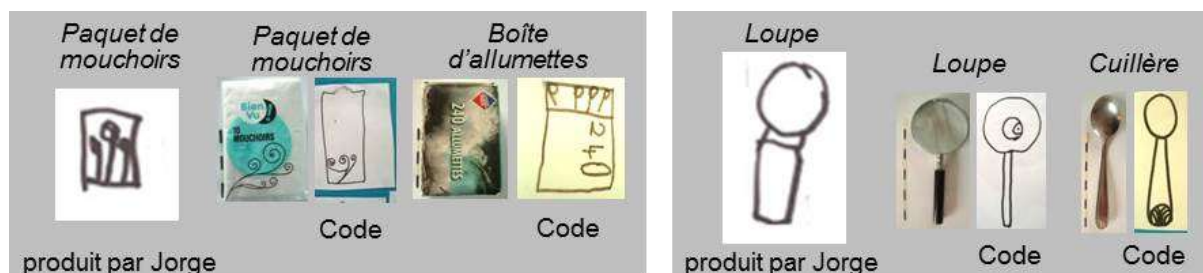 Paquet de
mouchoirs
Paquet de
mouchoirs
Boîte
d'allumettes
Bien
Vu
10
MOUCHOIRS
240 ALLUMETTES
P PPP
240
Code
Code
produit par Jorge
Loupe
Loupe
Cuillère
Code
Code
produit par Jorge